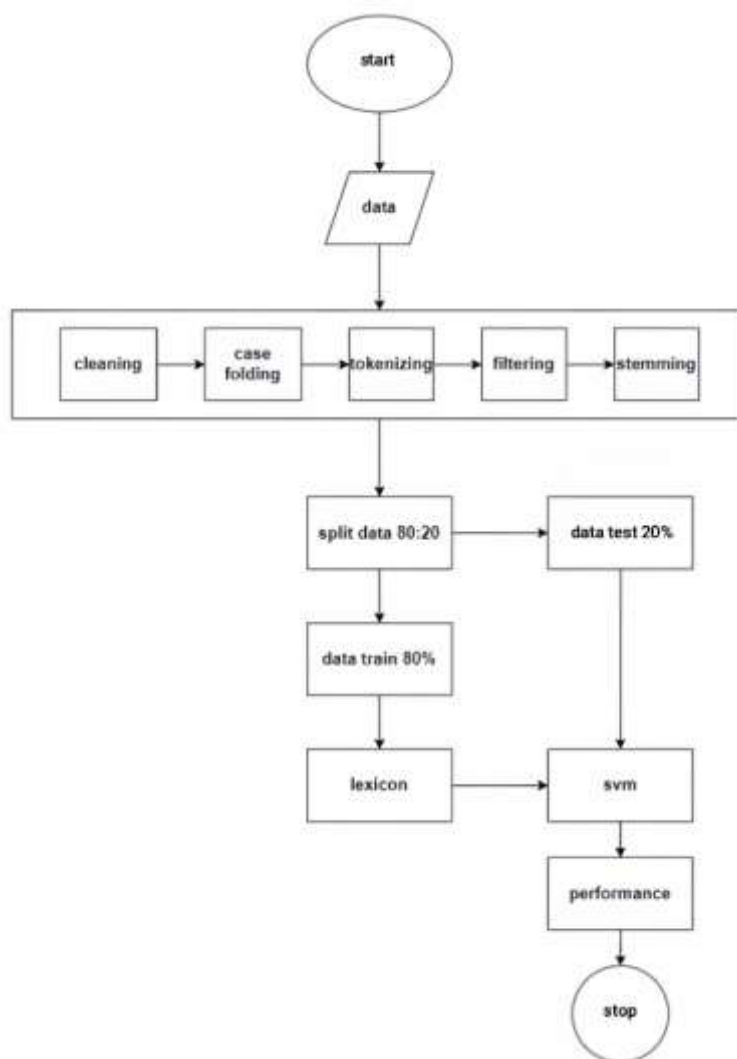 start
data
cleaning
case
folding
tokenizing
filtering
stemming
split data 80:20
data test 20%
data train 80%
lexicon
svm
performance
stop